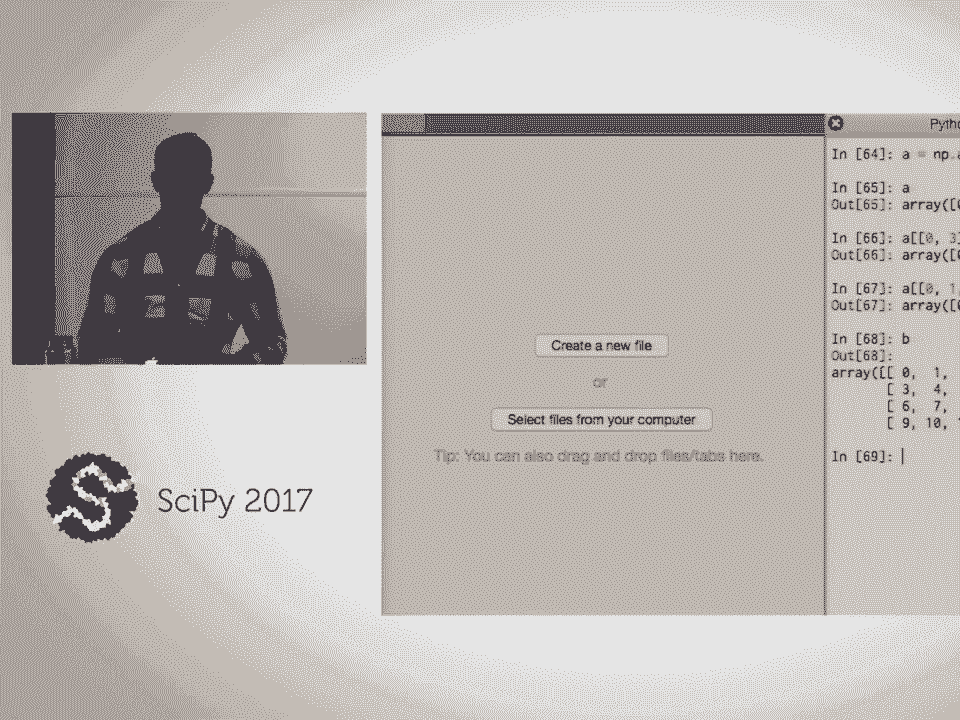 SciPy 2017
Create a new file
or
Select files from your computer
Tip: You can also drag and drop files/tabs here.
In [64]: a = np.a
In [65]: a
Out[65]: array([
In [66]: a[[0, 3]
Out[66]: array([
In [67]: a[[0, 1,
Out[67]: array([
In [68]: b
Out[68]:
array([[ 0, 1,
[ 3, 4,
[ 6, 7,
[ 9, 10,
In [69]: